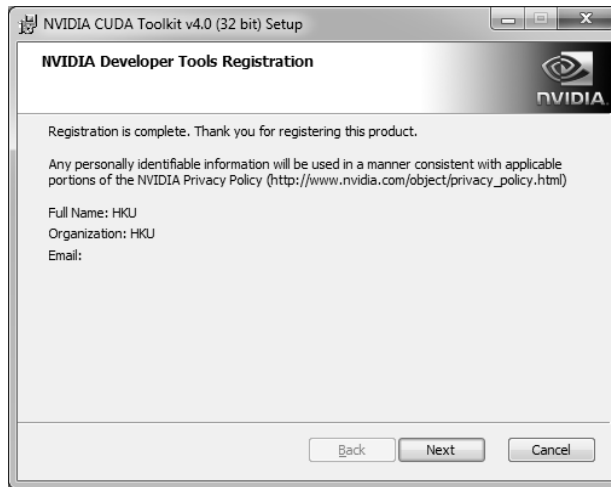 NVIDIA CUDA Toolkit v4.0 (32 bit) Setup
NVIDIA Developer Tools Registration
NVIDIA.
Registration is complete. Thank you for registering this product.
Any personally identifiable information will be used in a manner consistent with applicable
portions of the NVIDIA Privacy Policy (http://www.nvidia.com/object/privacy_policy.html)
Full Name: HKU
Organization: HKU
Email:
Back Next Cancel